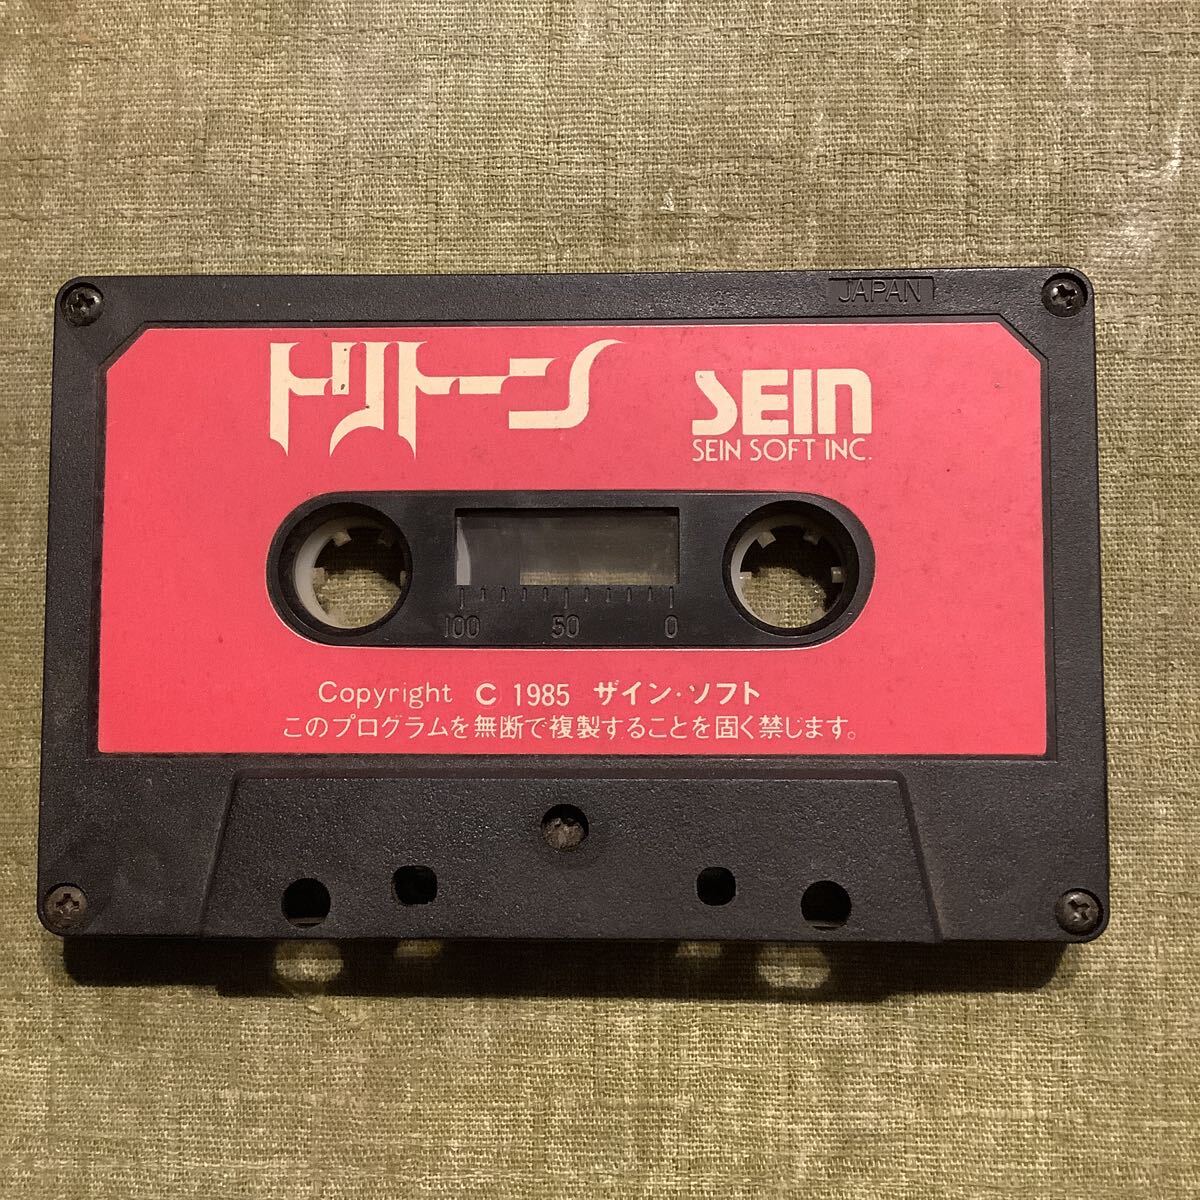 JAPAN
トリトーン
SEIN
SEIN SOFT INC.
100 50 0
Copyright C 1985 ザイン・ソフト
このプログラムを無断で複製することを固く禁じます。